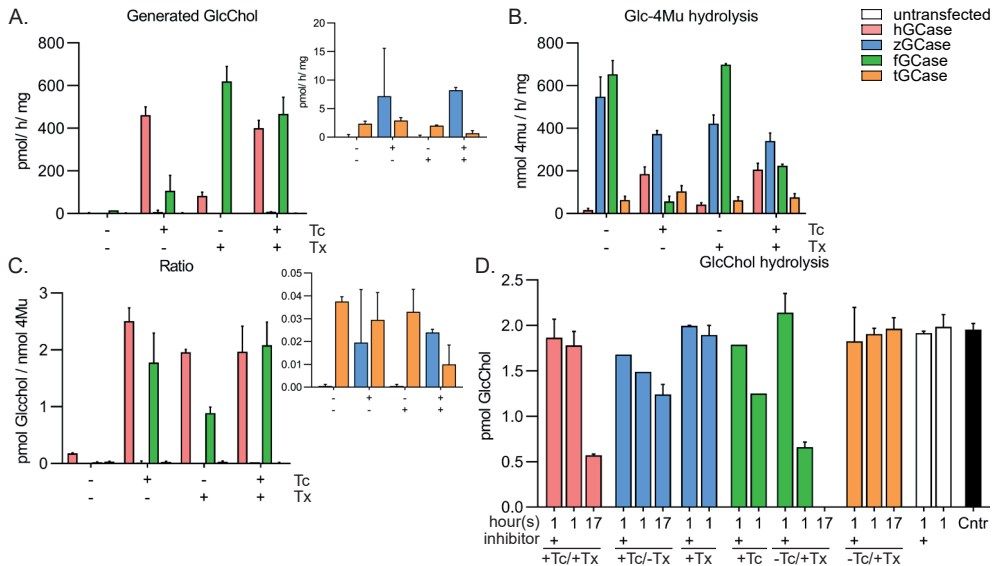 A.
Generated GlcChol
pmol/ h/ mg
800
600
400
200
0
- + - + Tc
- - + + Tx
pmol/ h/ mg
20
15
10
5
0
- + - +
- - + +
B.
Glc-4Mu hydrolysis
nmol 4mu / h/ mg
800
600
400
200
0
- + - + Tc
- - + + Tx
untransfected
hGCase
zGCase
fGCase
tGCase
C.
Ratio
pmol Glcchol / nmol 4Mu
3
2
1
0
- + - + Tc
- - + + Tx
0.05
0.04
0.03
0.02
0.01
0.00
- + - +
- - + +
D.
GlcChol hydrolysis
pmol GlcChol
2.5
2.0
1.5
1.0
0.5
0.0
hour(s) 1 1 17 1 1 17 1 1 1 1 1 1 17 1 1 17 1 1 Cntr
inhibitor + + + + + + +
+Tc/+Tx +Tc/-Tx +Tx +Tc -Tc/+Tx -Tc/+Tx